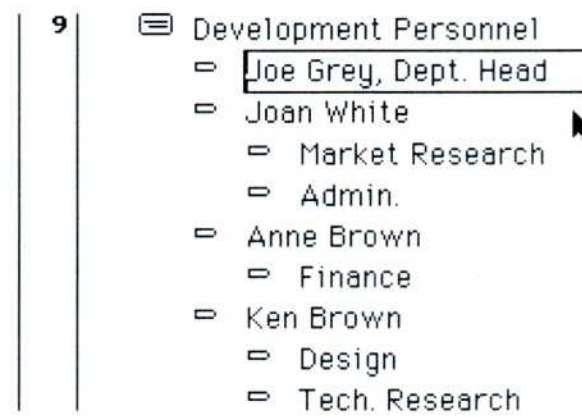 9 Development Personnel
Joe Grey, Dept. Head
Joan White
Market Research
Admin.
Anne Brown
Finance
Ken Brown
Design
Tech. Research